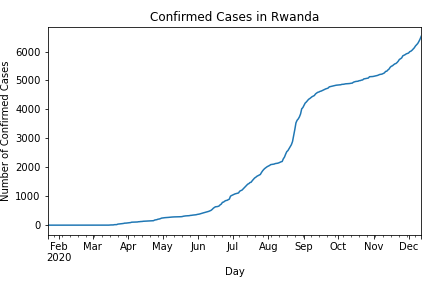 Confirmed Cases in Rwanda
Number of Confirmed Cases
6000
5000
4000
3000
2000
1000
0
Feb Mar Apr May Jun Jul Aug Sep Oct Nov Dec
2020
Day